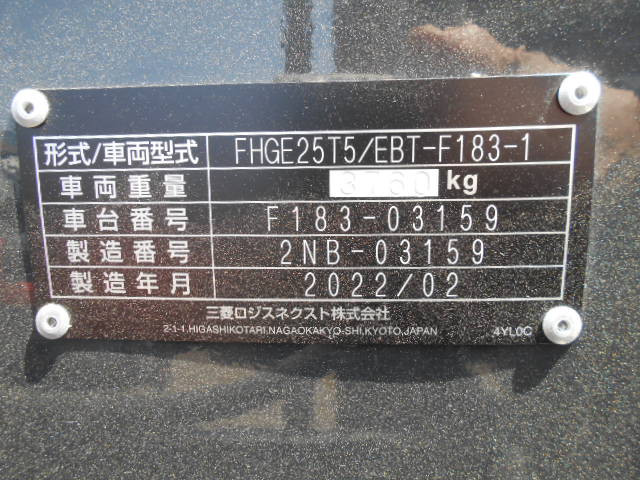 形式/車両型式 FHGE25T5/EBT-F183-1
車両重量 3760kg
車台番号 F183-03159
製造番号 2NB-03159
製造年月 2022/02
三菱ロジスネクスト株式会社
2-1-1,HIGASHIKOTARI,NAGAOKAKYO-SHI,KYOTO,JAPAN 4YL0C